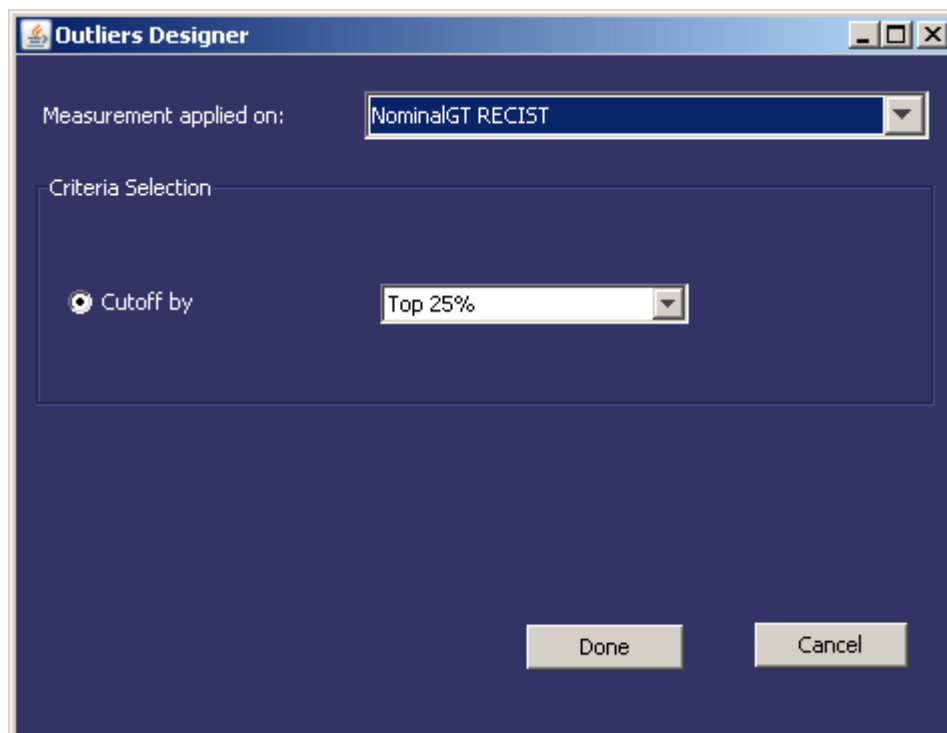 Outliers Designer
Measurement applied on: NominalGT RECIST
Criteria Selection
Cutoff by Top 25%
Done Cancel